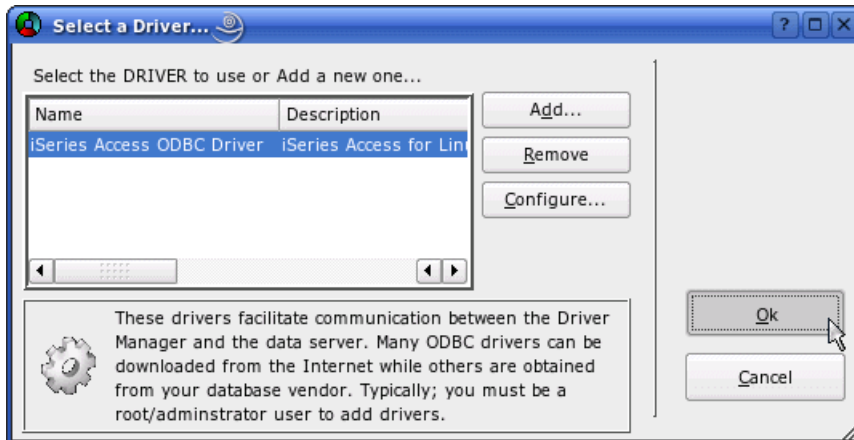 Select a Driver...
Select the DRIVER to use or Add a new one...
Name Description
iSeries Access ODBC Driver iSeries Access for Linu
Add...
Remove
Configure...
These drivers facilitate communication between the Driver
Manager and the data server. Many ODBC drivers can be
downloaded from the Internet while others are obtained
from your database vendor. Typically; you must be a
root/adminstrator user to add drivers.
Ok
Cancel